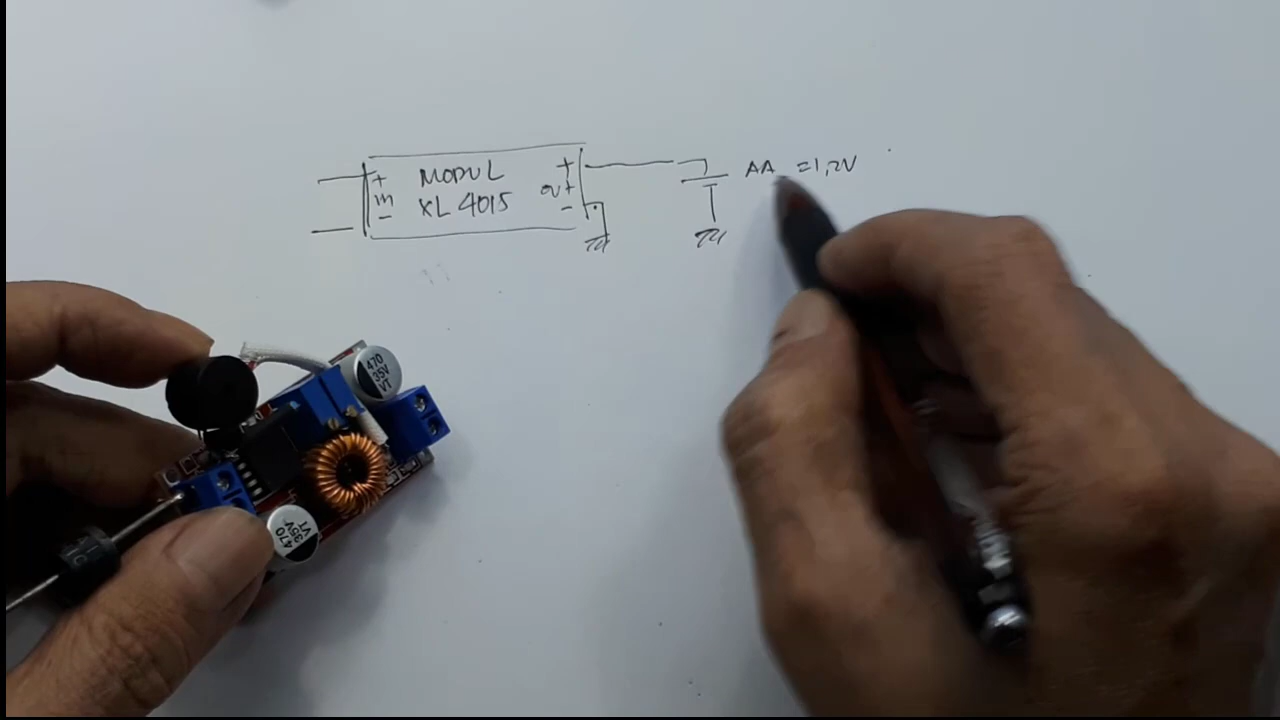 + MODUL + AA = 1,2V
in XL 4015 out
- -
470
35V
VT
470
35V
VT